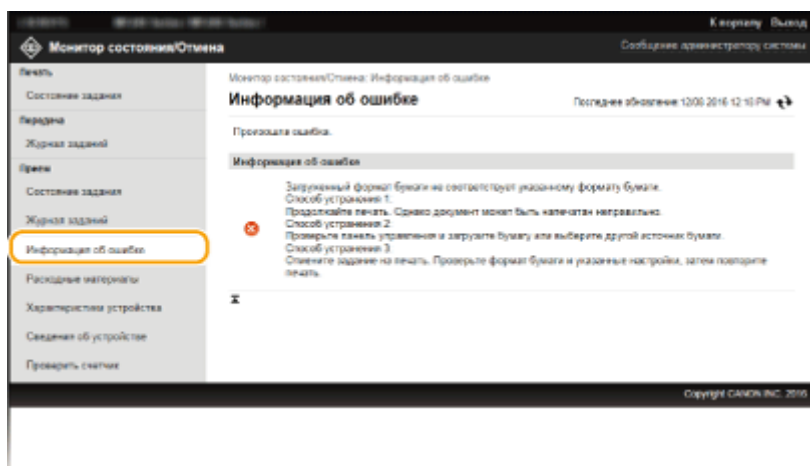 К порталу Выход
Монитор состояния/Отмена
Сообщение администратору системы
Печать
Состояние задания
Передача
Журнал заданий
Прием
Состояние задания
Журнал заданий
Информация об ошибке
Расходные материалы
Характеристики устройства
Сведения об устройстве
Проверить счетчик
Монитор состояния/Отмена: Информация об ошибке
Информация об ошибке
Последнее обновление: 12/08 2016 12:10 PM
Произошла ошибка.
Информация об ошибке
Загруженный формат бумаги не соответствует указанному формату бумаги.
Способ устранения 1.
Продолжайте печать. Однако документ может быть напечатан неправильно.
Способ устранения 2.
Проверьте панель управления и загрузите бумагу или выберите другой источник бумаги.
Способ устранения 3.
Отмените задание на печать. Проверьте формат бумаги и указанные настройки, затем повторите
печать.
Copyright CANON INC. 2016